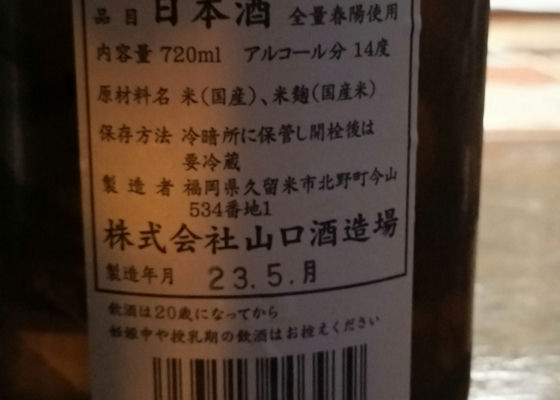 品目 日本酒 全量春陽使用
内容量 720ml アルコール分 14度
原材料名 米(国産)、米麹(国産米)
保存方法 冷暗所に保管し開栓後は
要冷蔵
製造者 福岡県久留米市北野町今山
534番地1
株式会社山口酒造場
製造年月 23.5.月
飲酒は20歳になってから
妊娠中や授乳期の飲酒はお控えください